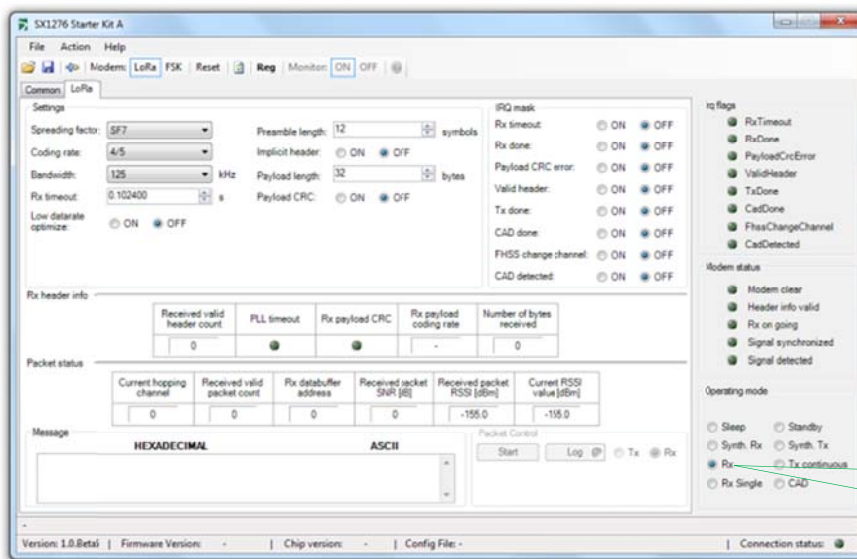 SX1276 Starter Kit A
File Action Help
Modem: LoRa FSK Reset Reg Monitor: ON OFF
Common LoRa
Settings
Spreading factor: SF7
Coding rate: 4/5
Bandwidth: 125 kHz
Rx timeout: 0.102400 s
Low datarate
optimize: ON OFF
Preamble length: 12 symbols
Implicit header: ON OFF
Payload length: 32 bytes
Payload CRC: ON OFF
IRQ mask
Rx timeout: ON OFF
Rx done: ON OFF
Payload CRC error: ON OFF
Valid header: ON OFF
Tx done: ON OFF
CAD done: ON OFF
FHSS change channel: ON OFF
CAD detected: ON OFF
Irq flags
RxTimeout
RxDone
PayloadCrcError
ValidHeader
TxDone
CadDone
FhssChangeChannel
CadDetected
Modem status
Modem clear
Header info valid
Rx on going
Signal synchronized
Signal detected
Rx header info
Received valid
header count
PLL timeout
Rx payload CRC
Rx payload
coding rate
Number of bytes
received
0 - 0
Packet status
Current hopping
channel
Received valid
packet count
Rx databuffer
address
Received packet
SNR [dB]
Received packet
RSSI [dBm]
Current RSSI
value [dBm]
0 0 0 0 -155.0
Operating mode
Sleep Standby
Synth. Rx Synth. Tx
Rx Tx continuous
Rx Single CAD
Message
HEXADECIMAL ASCII
Packet Control
Start Log Tx Rx
-
Version: 1.0.Beta1 | Firmware Version: - | Chip version: - | Config File: - | Connection status: